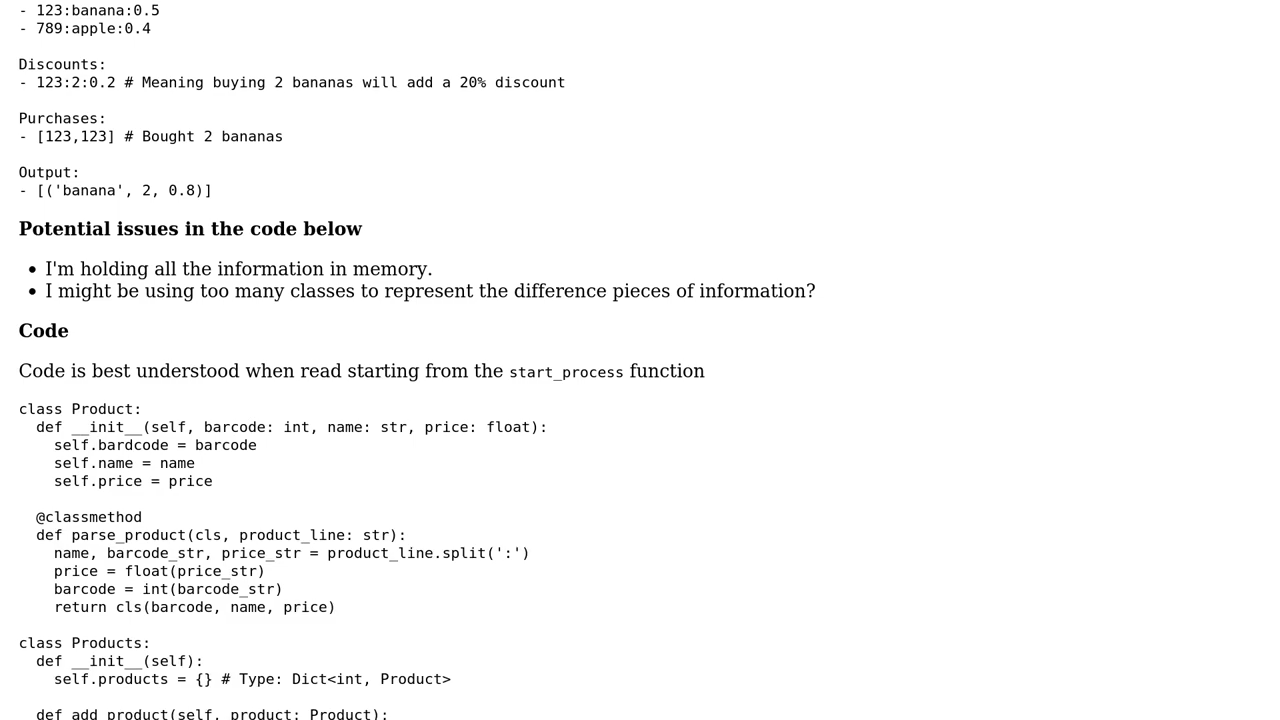 - 123:banana:0.5
- 789:apple:0.4
Discounts:
- 123:2:0.2 # Meaning buying 2 bananas will add a 20% discount
Purchases:
- [123,123] # Bought 2 bananas
Output:
- [('banana', 2, 0.8)]
Potential issues in the code below
• I'm holding all the information in memory.
• I might be using too many classes to represent the difference pieces of information?
Code
Code is best understood when read starting from the start_process function
class Product:
  def __init__(self, barcode: int, name: str, price: float):
    self.bardcode = barcode
    self.name = name
    self.price = price
  @classmethod
  def parse_product(cls, product_line: str):
    name, barcode_str, price_str = product_line.split(':')
    price = float(price_str)
    barcode = int(barcode_str)
    return cls(barcode, name, price)
class Products:
  def __init__(self):
    self.products = {} # Type: Dict<int, Product>
  def add_product(self, product: Product):